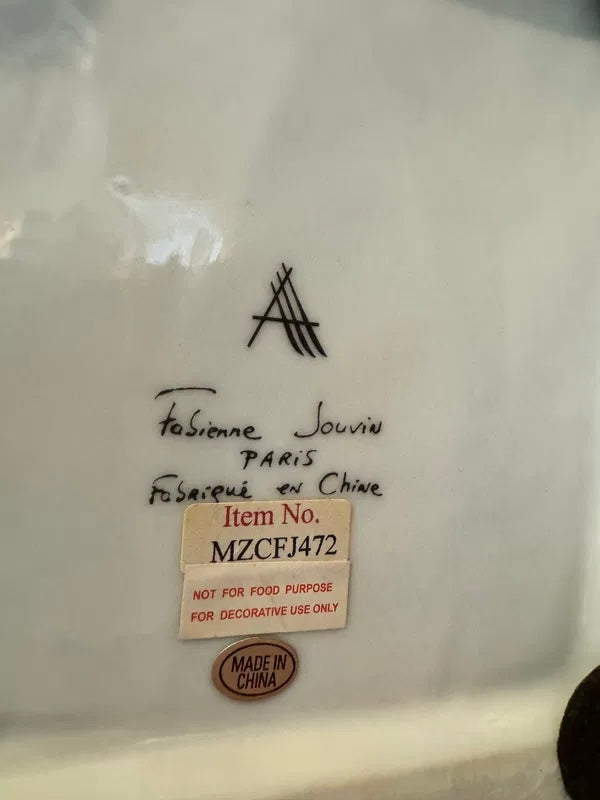 Fabienne Jouvin
PARIS
Fabriqué en Chine
Item No.
MZCFJ472
NOT FOR FOOD PURPOSE
FOR DECORATIVE USE ONLY
MADE IN
CHINA